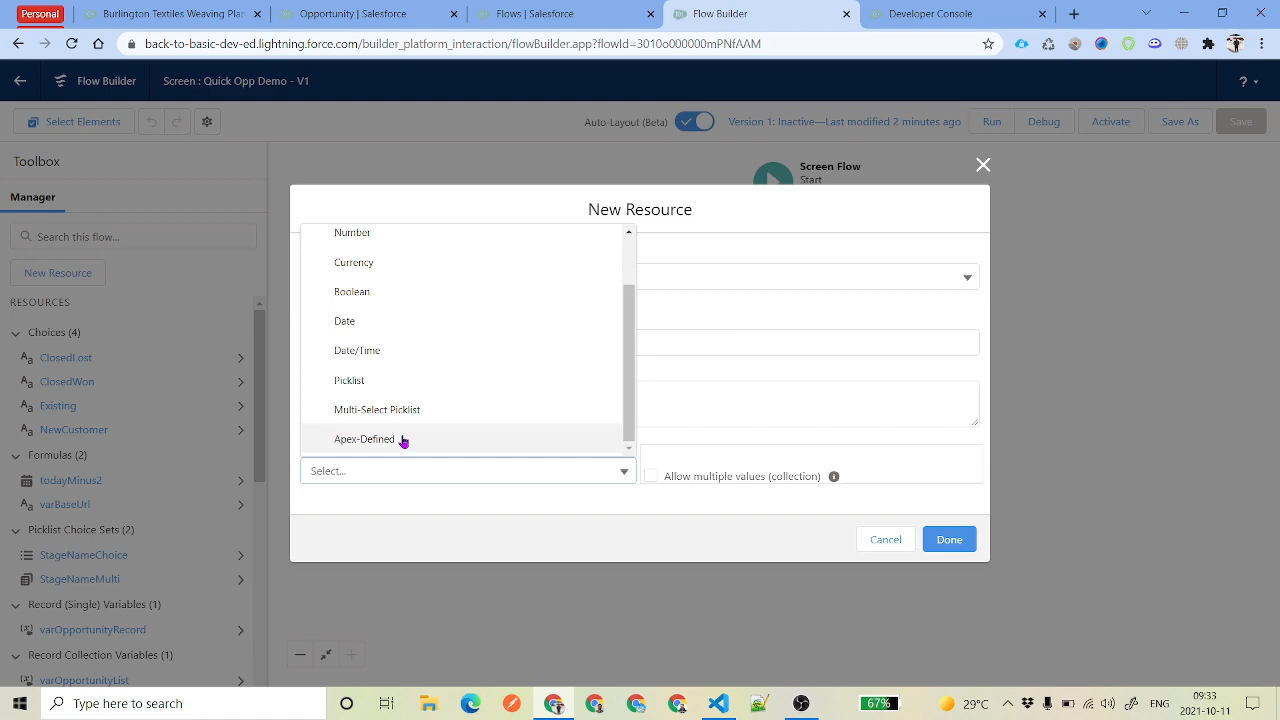 Personal
Burlington Textiles Weaving Plan
Opportunity | Salesforce
Flows | Salesforce
Flow Builder
Developer Console
back-to-basic-dev-ed.lightning.force.com/builder_platform_interaction/flowBuilder.app?flowId=3010o000000mPNfAAM
Flow Builder
Screen : Quick Opp Demo - V1
?
Select Elements
Auto-Layout (Beta)
Version 1: Inactive—Last modified 2 minutes ago
Run
Debug
Activate
Save As
Save
Toolbox
Screen Flow
Start
Manager
Search this flow...
New Resource
RESOURCES
Choices (4)
ClosedLost
ClosedWon
Existing
NewCustomer
Formulas (2)
todayMinus2
varBaseUrl
Picklist Choice Sets (2)
StageNameChoice
StageNameMulti
Record (Single) Variables (1)
varOpportunityRecord
Record Collection Variables (1)
varOpportunityList
New Resource
Number
Currency
Boolean
Date
Date/Time
Picklist
Multi-Select Picklist
Apex-Defined
Select...
Allow multiple values (collection)
Cancel
Done
Type here to search
67%
29°C
ENG
09:33
2021-10-11